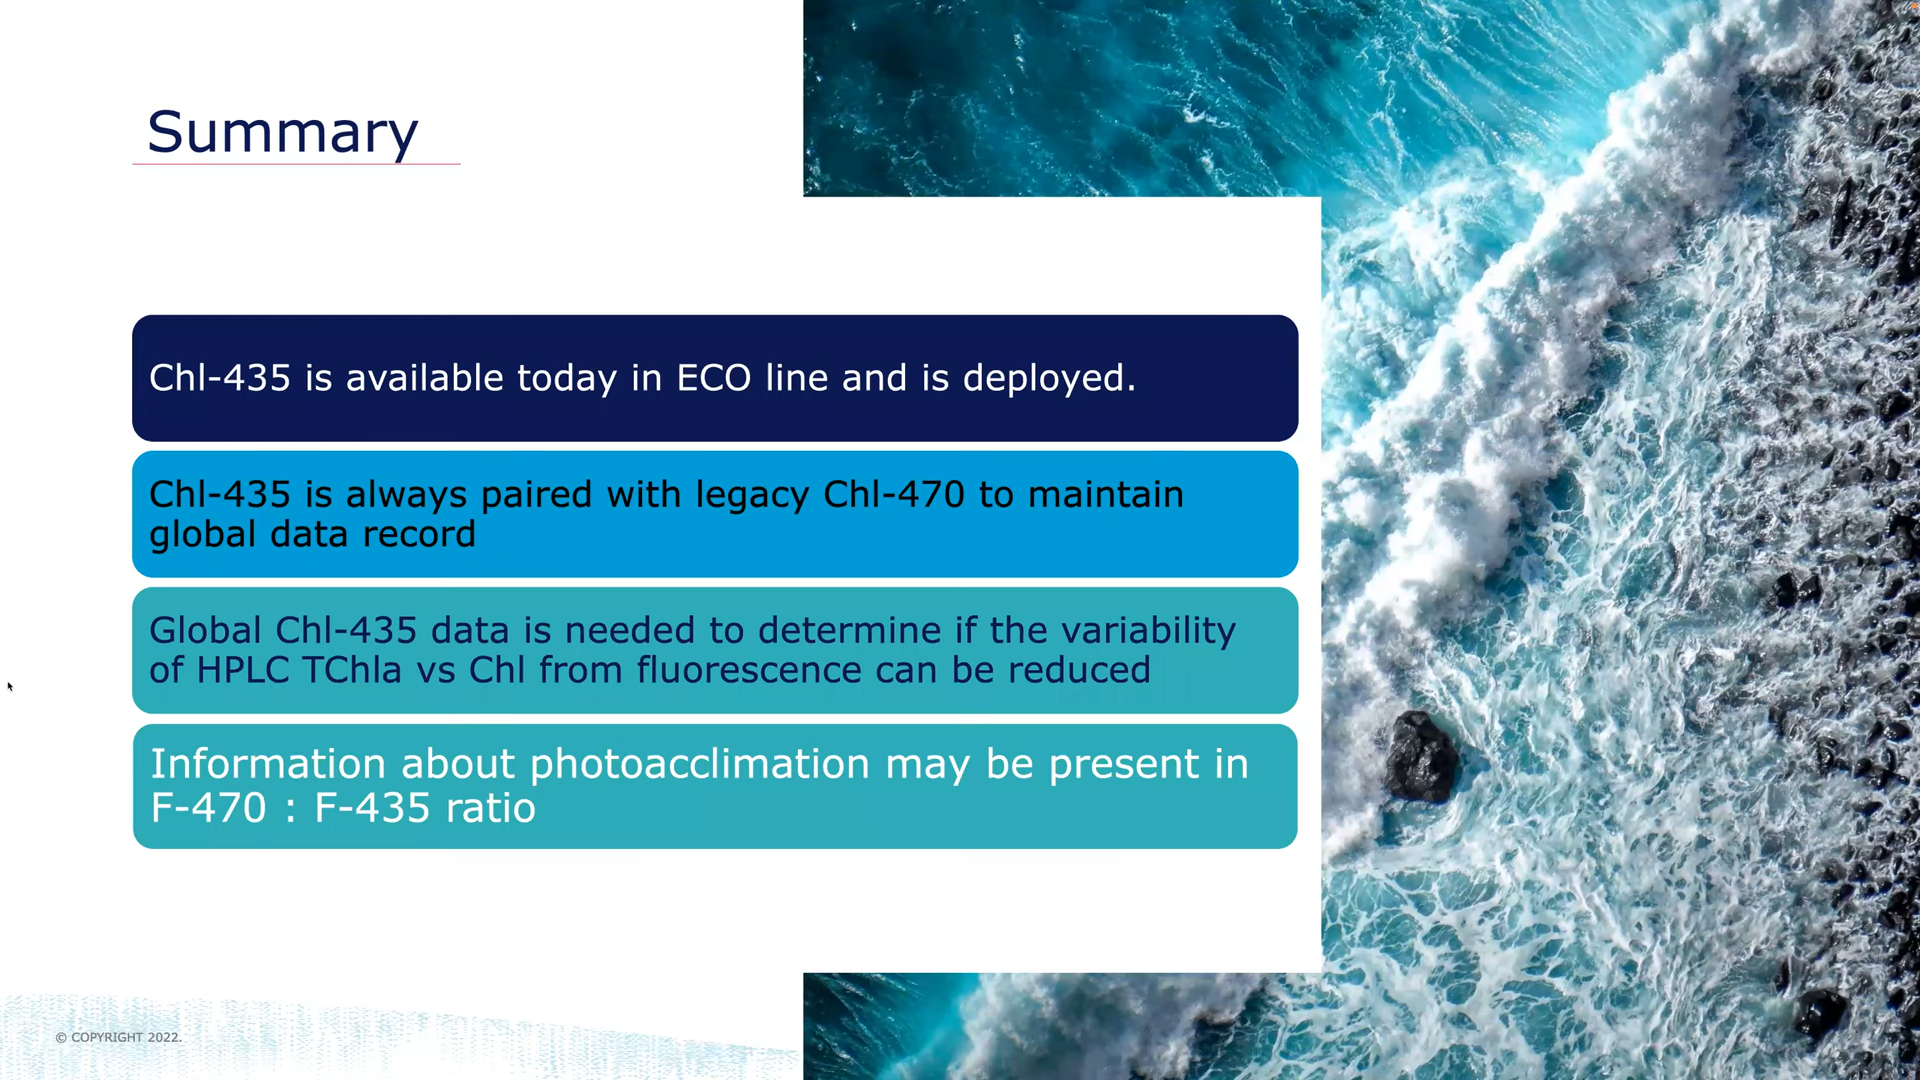 Summary
Chl-435 is available today in ECO line and is deployed.
Chl-435 is always paired with legacy Chl-470 to maintain
global data record
Global Chl-435 data is needed to determine if the variability
of HPLC TChla vs Chl from fluorescence can be reduced
Information about photoacclimation may be present in
F-470 : F-435 ratio
© COPYRIGHT 2022.